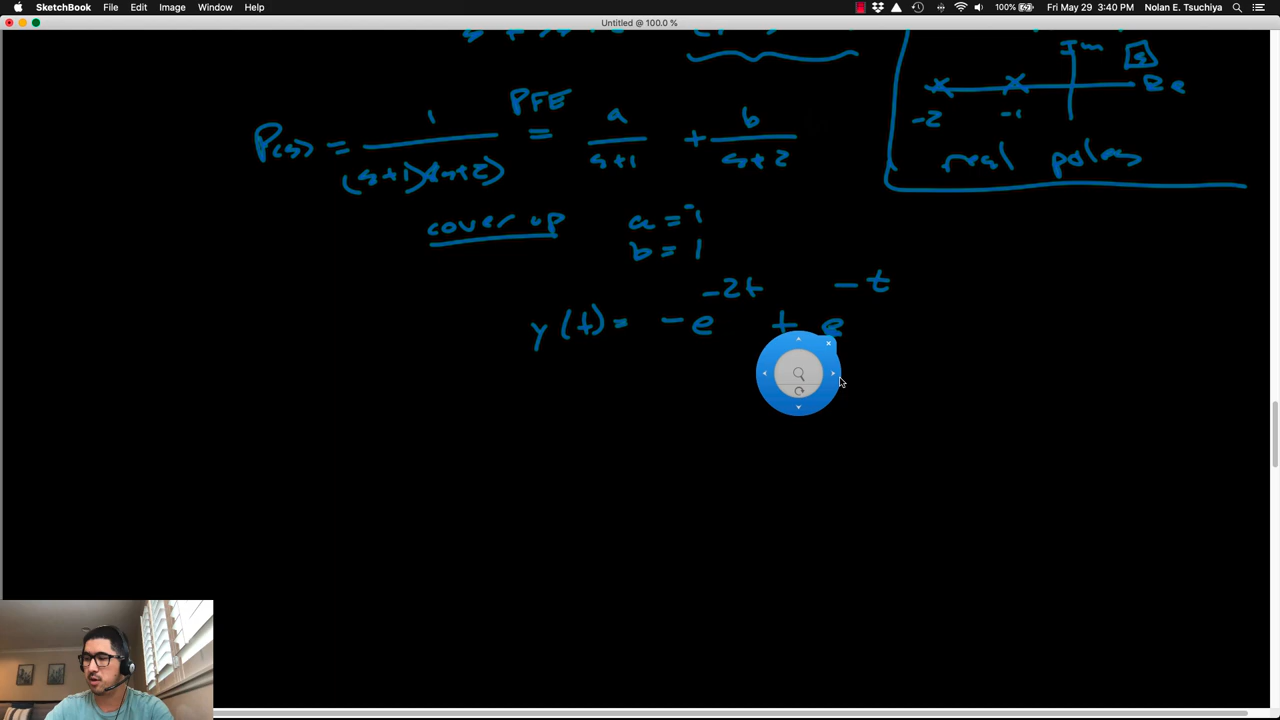 SketchBook File Edit Image Window Help 100% Fri May 29 3:40 PM Nolan E. Tsuchiya
Untitled @ 100.0 %
Im s
Re
-2 -1
real poles
P(s) = 1/((s+1)(s+2)) PFE = a/(s+1) + b/(s+2)
cover up a = -1
b = 1
y(t) = -e^{-2t} + e^{-t}